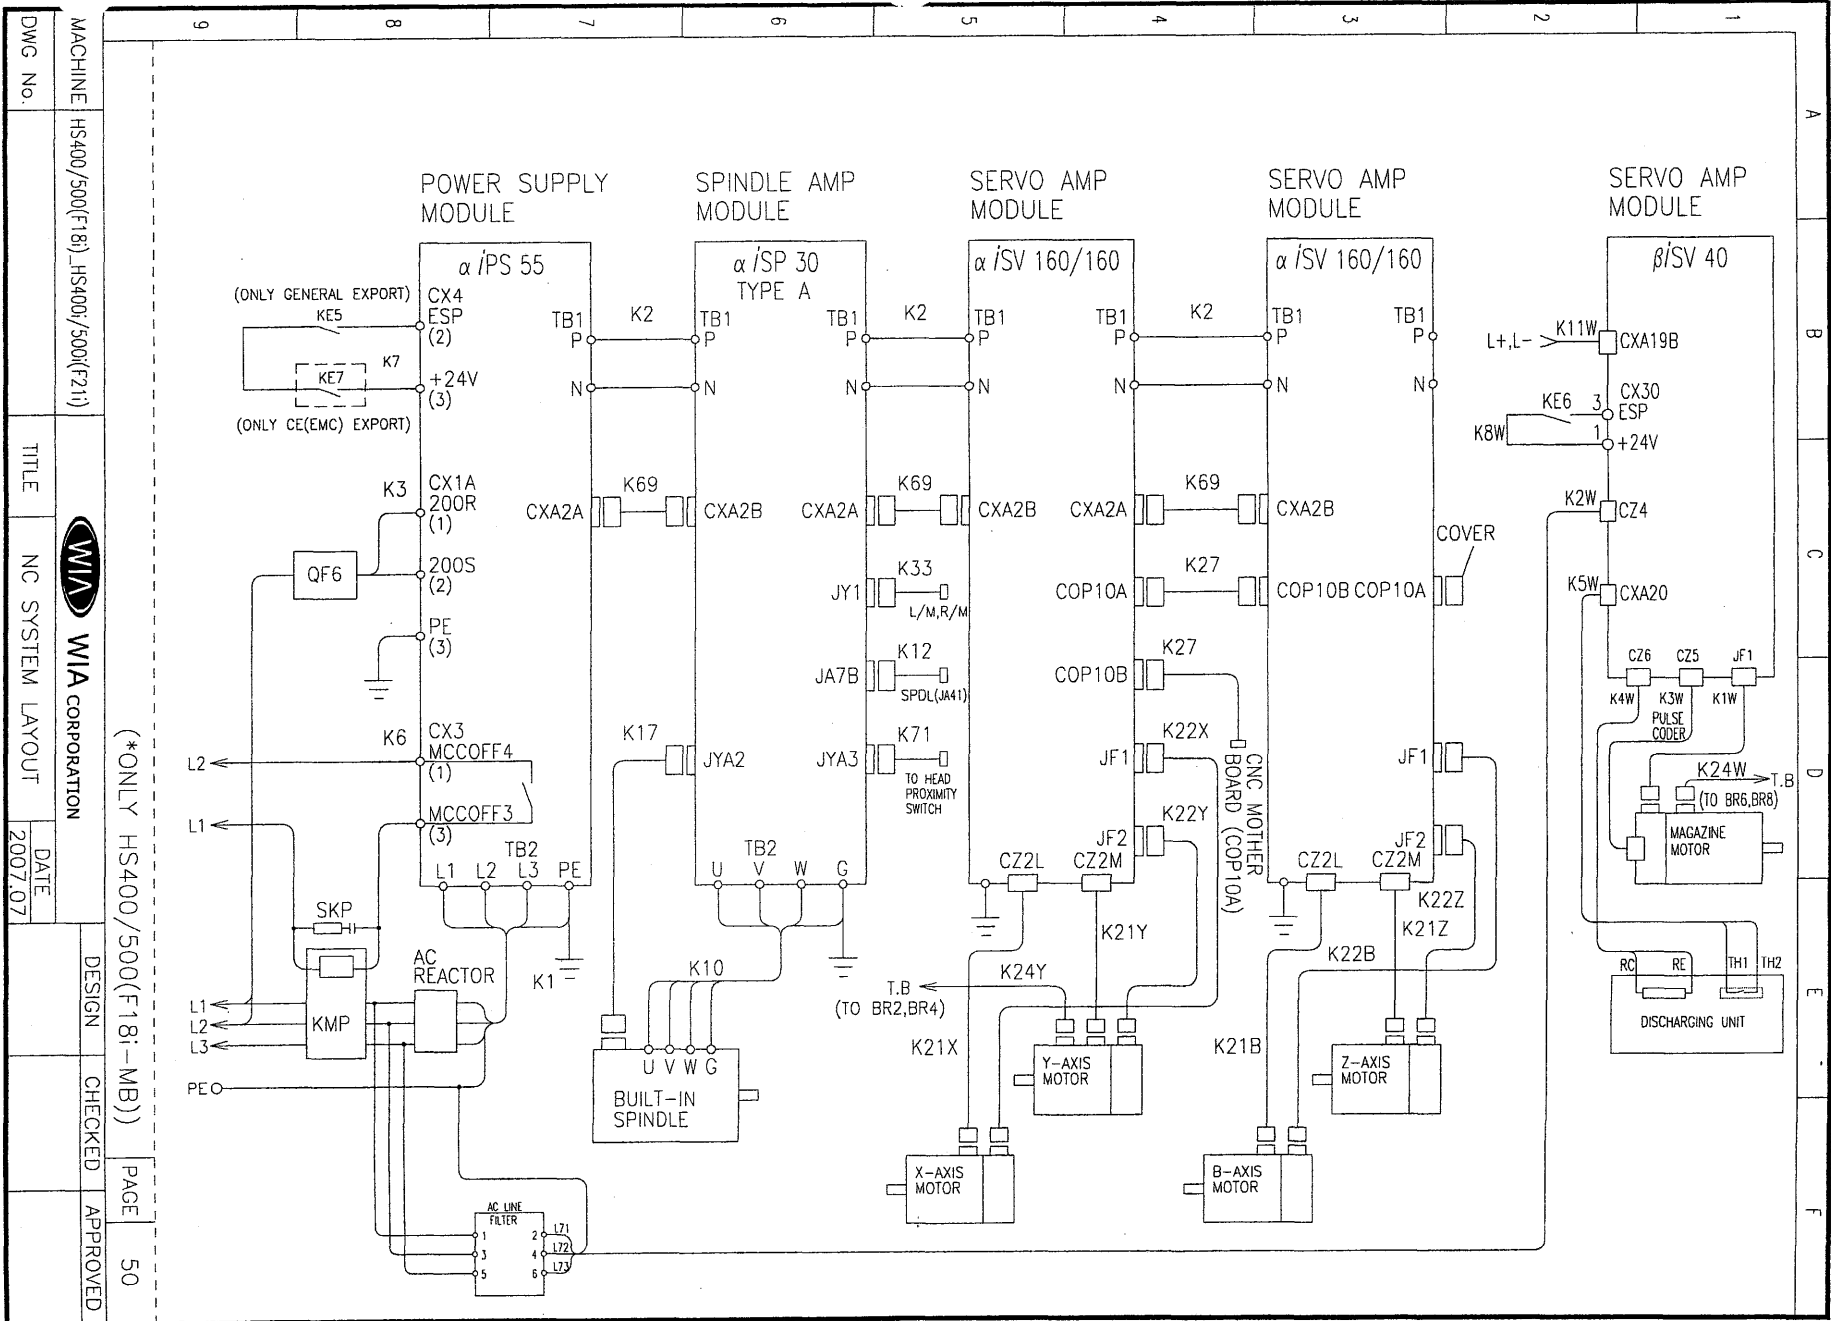 9
8
7
6
5
4
3
2
1
A
B
C
D
E
F
POWER SUPPLY
MODULE
α iPS 55
(ONLY GENERAL EXPORT)
KE5
CX4
ESP
(2)
K7
KE7
+24V
(3)
(ONLY CE(EMC) EXPORT)
K3
CX1A
200R
(1)
QF6
200S
(2)
PE
(3)
K6
CX3
MCCOFF4
(1)
L2
L1
MCCOFF3
(3)
TB2
L1 L2 L3 PE
TB1
P
N
CXA2A
K2
K69
SKP
KMP
AC
REACTOR
K1
L1
L2
L3
PE
AC LINE
FILTER
1 2 L71
3 4 L72
5 6 L73
SPINDLE AMP
MODULE
α iSP 30
TYPE A
TB1
P
N
TB1
P
N
CXA2B
CXA2A
JY1
JA7B
K17
JYA2
JYA3
TB2
U V W G
K10
U V W G
BUILT-IN
SPINDLE
K2
K69
K33
L/M,R/M
K12
SPDL(JA41)
K71
TO HEAD
PROXIMITY
SWITCH
SERVO AMP
MODULE
α iSV 160/160
TB1
P
N
TB1
P
N
CXA2B
CXA2A
COP10A
COP10B
JF1
JF2
CZ2L CZ2M
K2
K69
K27
K27
K22X
K22Y
CNC MOTHER
BOARD (COP10A)
K21Y
K24Y
T.B
(TO BR2,BR4)
K21X
Y-AXIS
MOTOR
X-AXIS
MOTOR
SERVO AMP
MODULE
α iSV 160/160
TB1
P
N
TB1
P
N
CXA2B
COP10B COP10A
COVER
JF1
JF2
CZ2L CZ2M
K22Z
K21Z
K22B
K21B
Z-AXIS
MOTOR
B-AXIS
MOTOR
SERVO AMP
MODULE
βiSV 40
L+,L-
K11W
CXA19B
KE6
3
CX30
ESP
K8W
1
+24V
K2W
CZ4
K5W
CXA20
CZ6 CZ5 JF1
K4W K3W K1W
PULSE
CODER
K24W
T.B
(TO BR6,BR8)
MAGAZINE
MOTOR
RC RE TH1 TH2
DISCHARGING UNIT
(*ONLY HS400/500(F18i-MB))
PAGE
50
MACHINE
HS400/500(F18i)_HS400i/500i(F21i)
WIA
WIA CORPORATION
DESIGN
CHECKED
APPROVED
DWG No.
TITLE
NC SYSTEM LAYOUT
DATE
2007.07